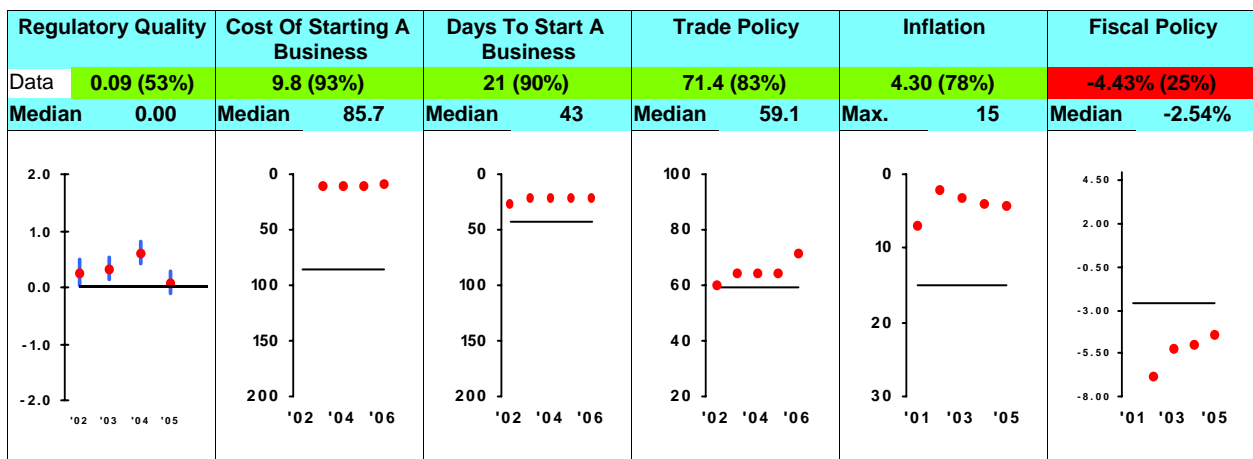 Regulatory Quality
Cost Of Starting A
Business
Days To Start A
Business
Trade Policy
Inflation
Fiscal Policy
Data 0.09 (53%) 9.8 (93%) 21 (90%) 71.4 (83%) 4.30 (78%) -4.43% (25%)
Median 0.00 Median 85.7 Median 43 Median 59.1 Max. 15 Median -2.54%
2.0
1.0
0.0
-1.0
-2.0
'02 '03 '04 '05
0
50
100
150
200
'02 '04 '06
0
50
100
150
200
'02 '04 '06
100
80
60
40
20
'02 '04 '06
0
10
20
30
'01 '03 '05
4.50
2.00
-0.50
-3.00
-5.50
-8.00
'01 '03 '05